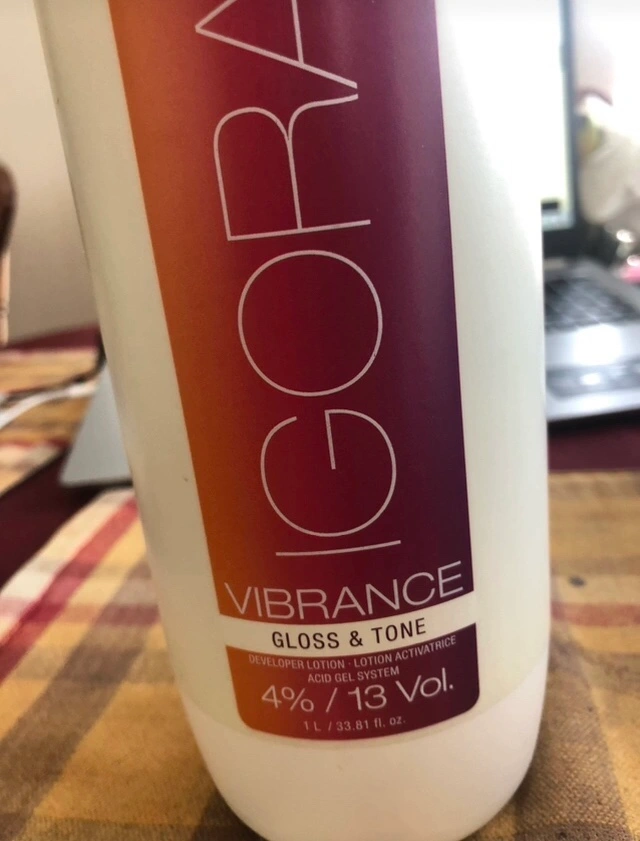 IGORA
VIBRANCE
GLOSS & TONE
DEVELOPER LOTION · LOTION ACTIVATRICE
ACID GEL SYSTEM
4% / 13 Vol.
1 L / 33.81 fl. oz.